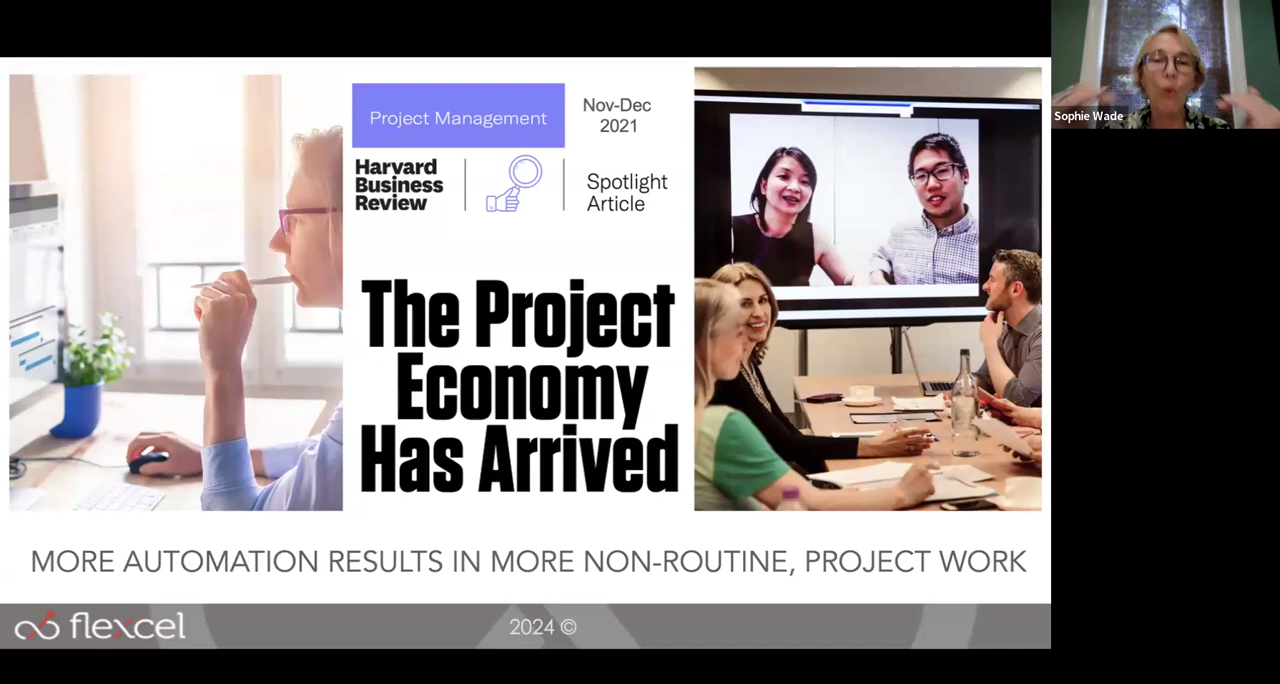 Project Management
Nov-Dec
2021
Harvard
Business
Review
Spotlight
Article
The Project
Economy
Has Arrived
MORE AUTOMATION RESULTS IN MORE NON-ROUTINE, PROJECT WORK
flexcel
2024 ©
Sophie Wade